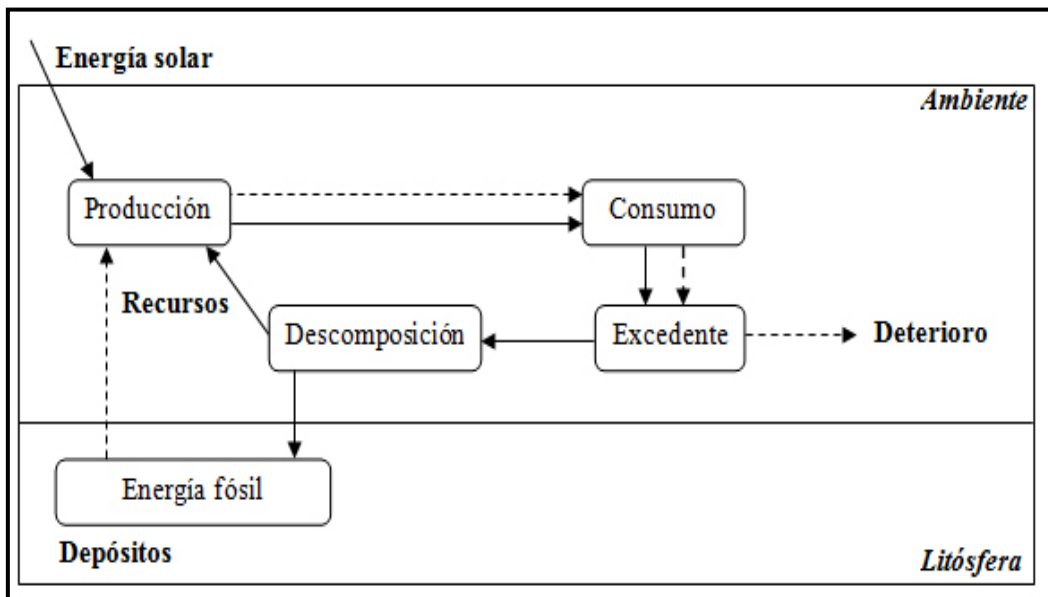 Energía solar
Ambiente
Producción
Consumo
Recursos
Descomposición
Excedente
Deterioro
Energía fósil
Depósitos
Litósfera